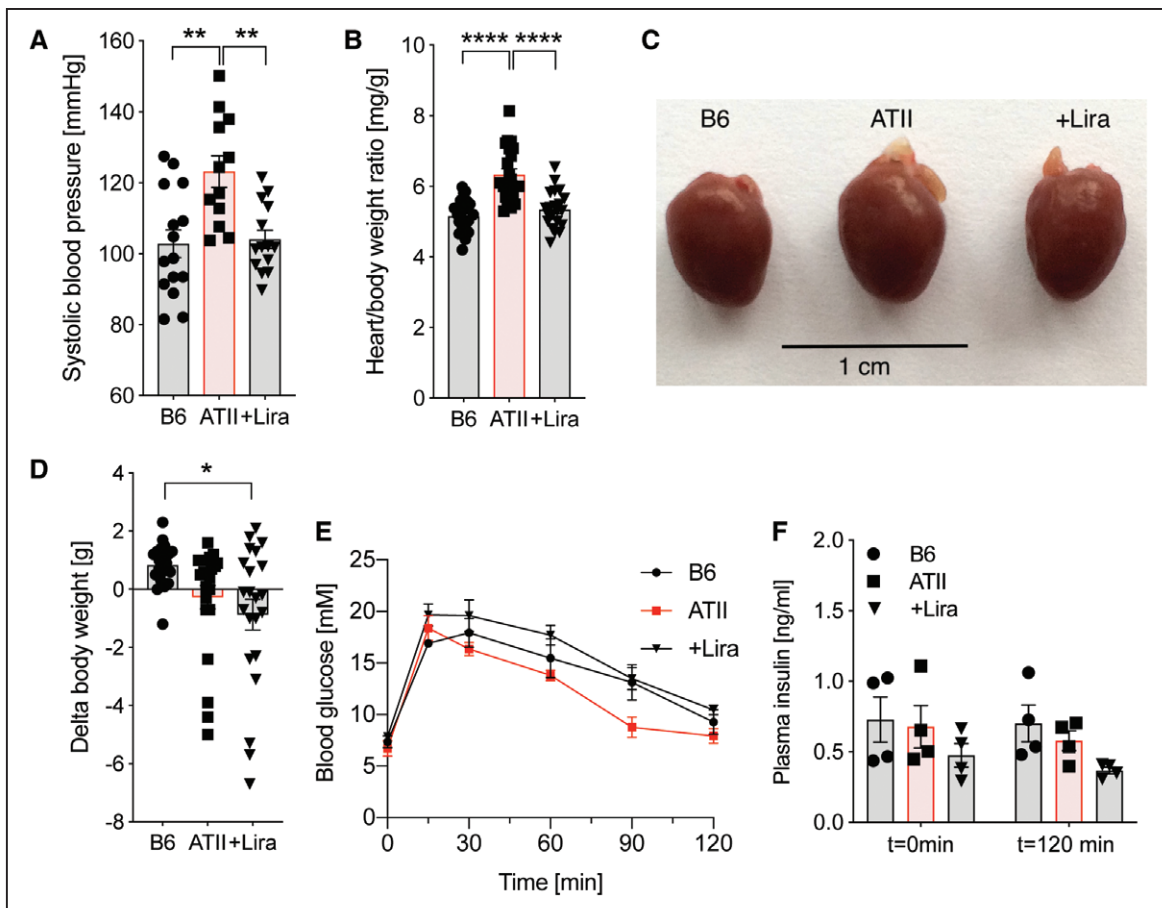 A
Systolic blood pressure [mmHg]
160
140
120
100
80
60
** **
B6 ATII +Lira
B
Heart/body weight ratio [mg/g]
10
8
6
4
2
0
**** ****
B6 ATII +Lira
C
B6 ATII +Lira
1 cm
D
Delta body weight [g]
4
2
0
-2
-4
-6
-8
*
B6 ATII +Lira
E
Blood glucose [mM]
25
20
15
10
5
0
B6
ATII
+Lira
0 30 60 90 120
Time [min]
F
Plasma insulin [ng/ml]
2.0
1.5
1.0
0.5
0.0
B6
ATII
+Lira
t=0min t=120 min